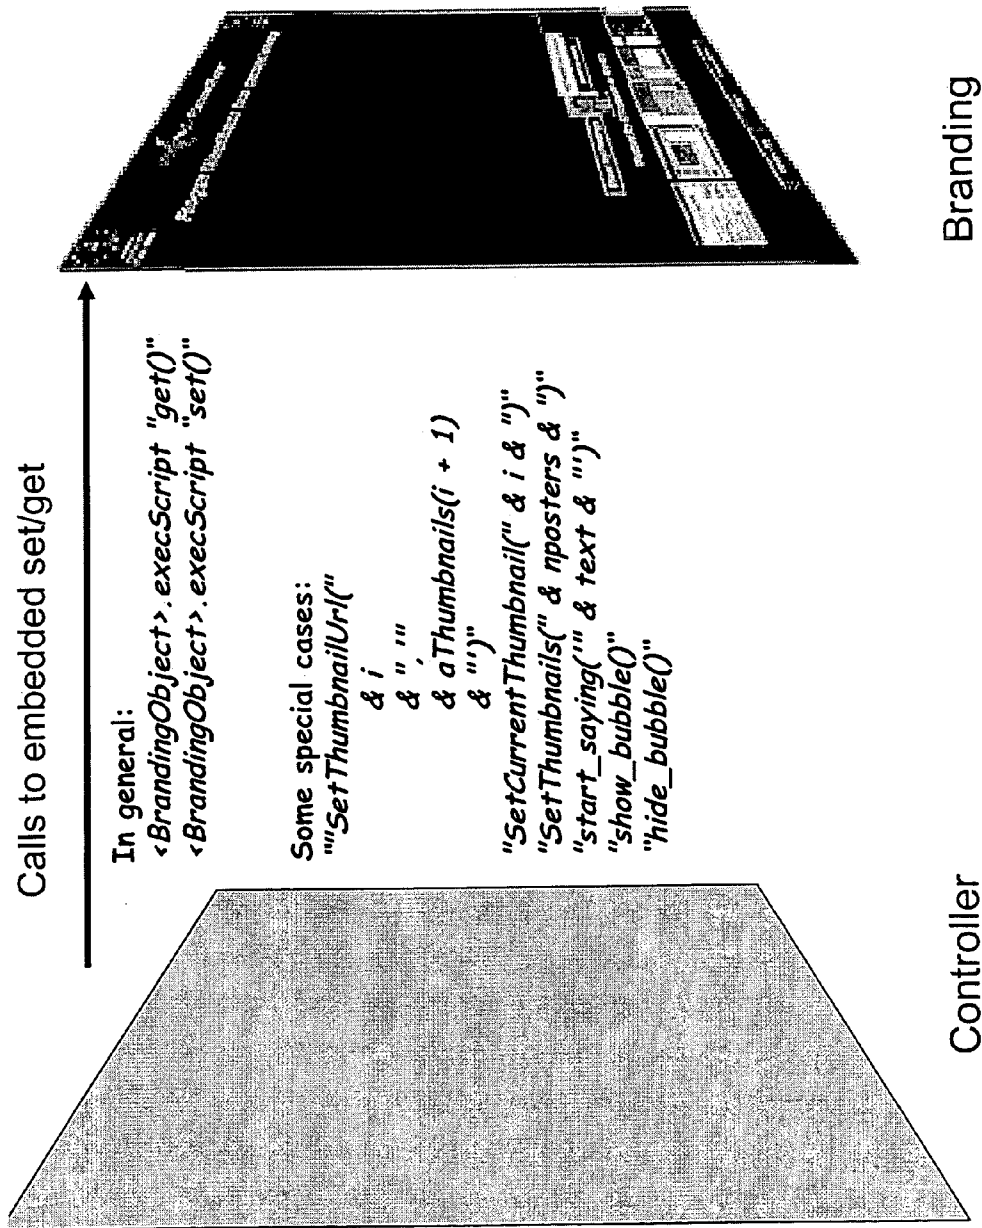 Calls to embedded set/get
In general:
<BrandingObject>.execScript "get()"
<BrandingObject>.execScript "set()"
Some special cases:
""SetThumbnailUrl("
& i
& " '"
& aThumbnails(i + 1)
& "')"
"SetCurrentThumbnail(" & i & ")"
"SetThumbnails(" & nposters & ")"
"start_saying('" & text & "')"
"show_bubble()"
"hide_bubble()"
Controller
Branding